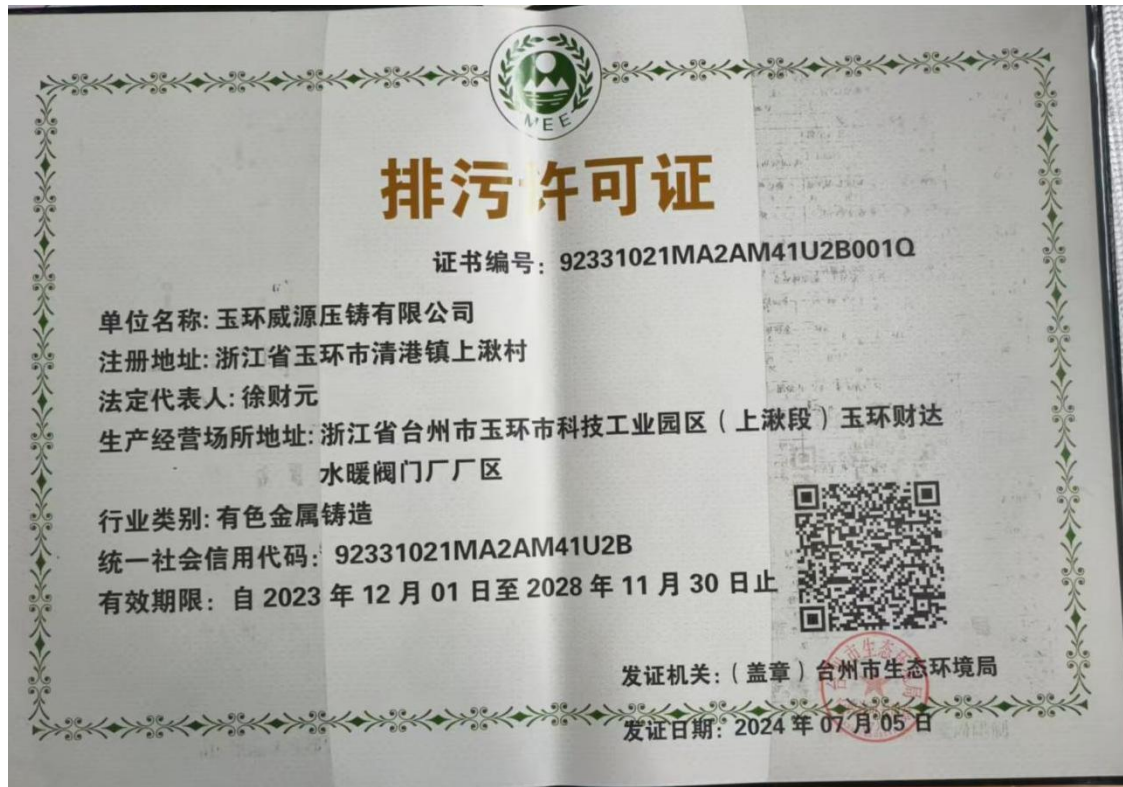 MEE
排污许可证
证书编号：92331021MA2AM41U2B001Q
单位名称：玉环威源压铸有限公司
注册地址：浙江省玉环市清港镇上湫村
法定代表人：徐财元
生产经营场所地址：浙江省台州市玉环市科技工业园区（上湫段）玉环财达
水暖阀门厂厂区
行业类别：有色金属铸造
统一社会信用代码：92331021MA2AM41U2B
有效期限：自 2023 年 12 月 01 日至 2028 年 11 月 30 日止
发证机关：（盖章）台州市生态环境局
发证日期：2024 年 07 月 05 日